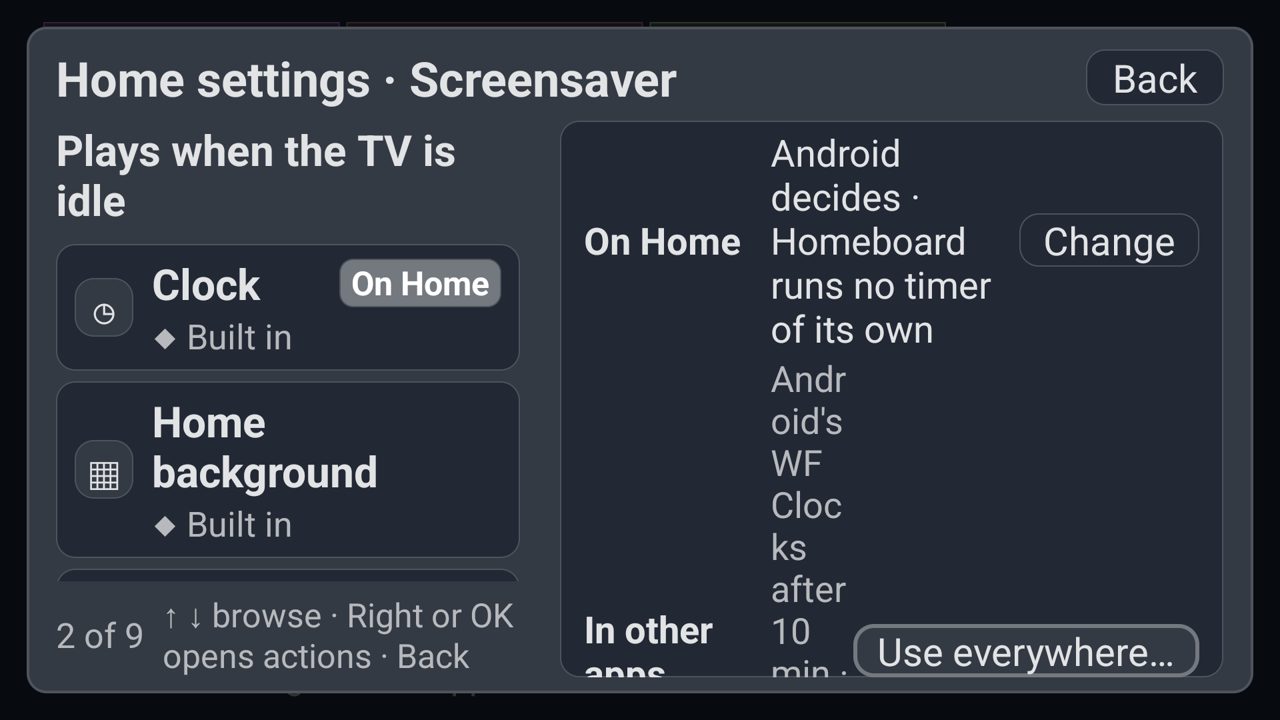 Home settings · Screensaver
Back
Plays when the TV is
idle
Clock
On Home
◆ Built in
Home
background
◆ Built in
2 of 9
↑ ↓ browse · Right or OK
opens actions · Back
On Home
Android
decides ·
Homeboard
runs no timer
of its own
Change
In other
apps
Andr
oid's
WF
Cloc
ks
after
10
min ·
Use everywhere…